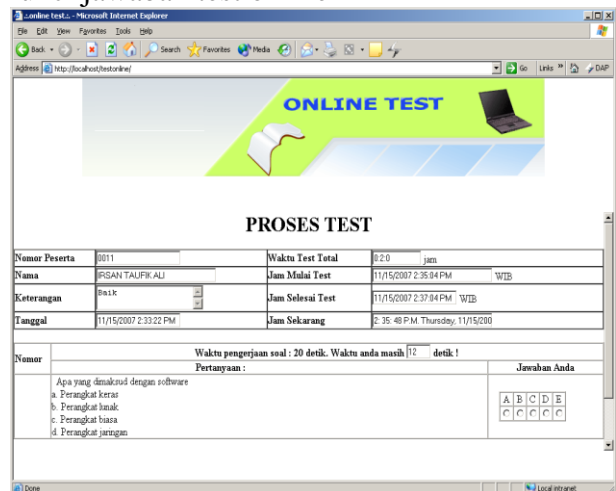 .:online test:. - Microsoft Internet Explorer
File Edit View Favorites Tools Help
Back Search Favorites Media
Address http://localhost/testonline/ Go Links » DAP
ONLINE TEST
PROSES TEST
Nomor Peserta 0011 Waktu Test Total 0:2:0 jam
Nama IRSAN TAUFIK ALI Jam Mulai Test 11/15/2007 2:35:04 PM WIB
Keterangan Baik Jam Selesai Test 11/15/2007 2:37:04 PM WIB
Tanggal 11/15/2007 2:33:22 PM Jam Sekarang 2: 35: 48 P.M. Thursday, 11/15/200
Nomor Waktu pengerjaan soal : 20 detik. Waktu anda masih 12 detik !
Pertanyaan : Jawaban Anda
Apa yang dimaksud dengan software
a. Perangkat keras A B C D E
b. Perangkat lunak
c. Perangkat biasa
d. Perangkat jaringan
Done Local intranet